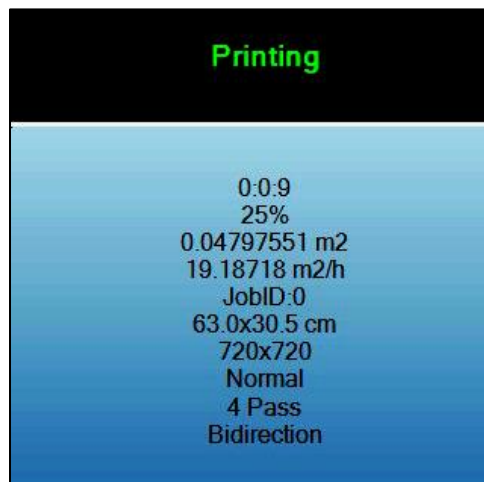 Printing
0:0:9
25%
0.04797551 m2
19.18718 m2/h
JobID:0
63.0x30.5 cm
720x720
Normal
4 Pass
Bidirection